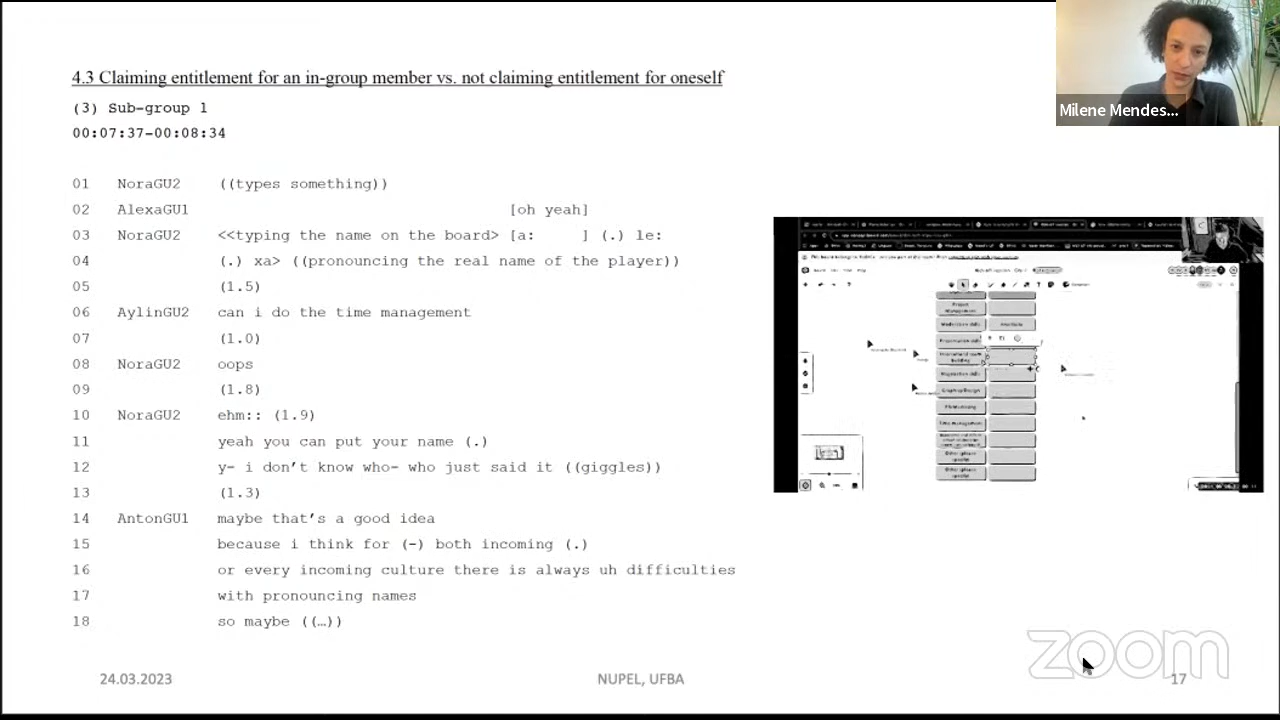 4.3 Claiming entitlement for an in-group member vs. not claiming entitlement for oneself
(3) Sub-group 1
00:07:37-00:08:34
01 NoraGU2 ((types something))
02 AlexaGU1 [oh yeah]
03 NoraGU2 <<typing the name on the board> [a: ] (.) le:
04 (.) xa> ((pronouncing the real name of the player))
05 (1.5)
06 AylinGU2 can i do the time management
07 (1.0)
08 NoraGU2 oops
09 (1.8)
10 NoraGU2 ehm:: (1.9)
11 yeah you can put your name (.)
12 y- i don't know who- who just said it ((giggles))
13 (1.3)
14 AntonGU1 maybe that's a good idea
15 because i think for (-) both incoming (.)
16 or every incoming culture there is always uh difficulties
17 with pronouncing names
18 so maybe ((…))
Milene Mendes...
Project
Management
Time management
24.03.2023
NUPEL, UFBA
17
zoom